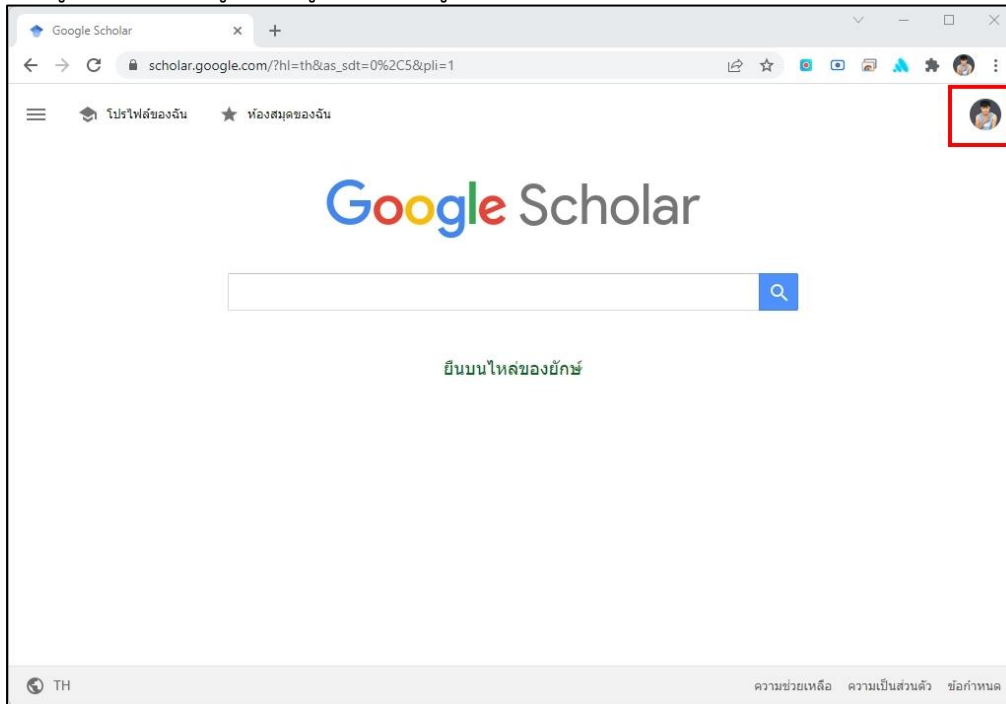 Google Scholar
scholar.google.com/?hl=th&as_sdt=0%2C5&pli=1
โปรไฟล์ของฉัน ห้องสมุดของฉัน
Google Scholar
ยืนบนไหล่ของยักษ์
TH ความช่วยเหลือ ความเป็นส่วนตัว ข้อกำหนด